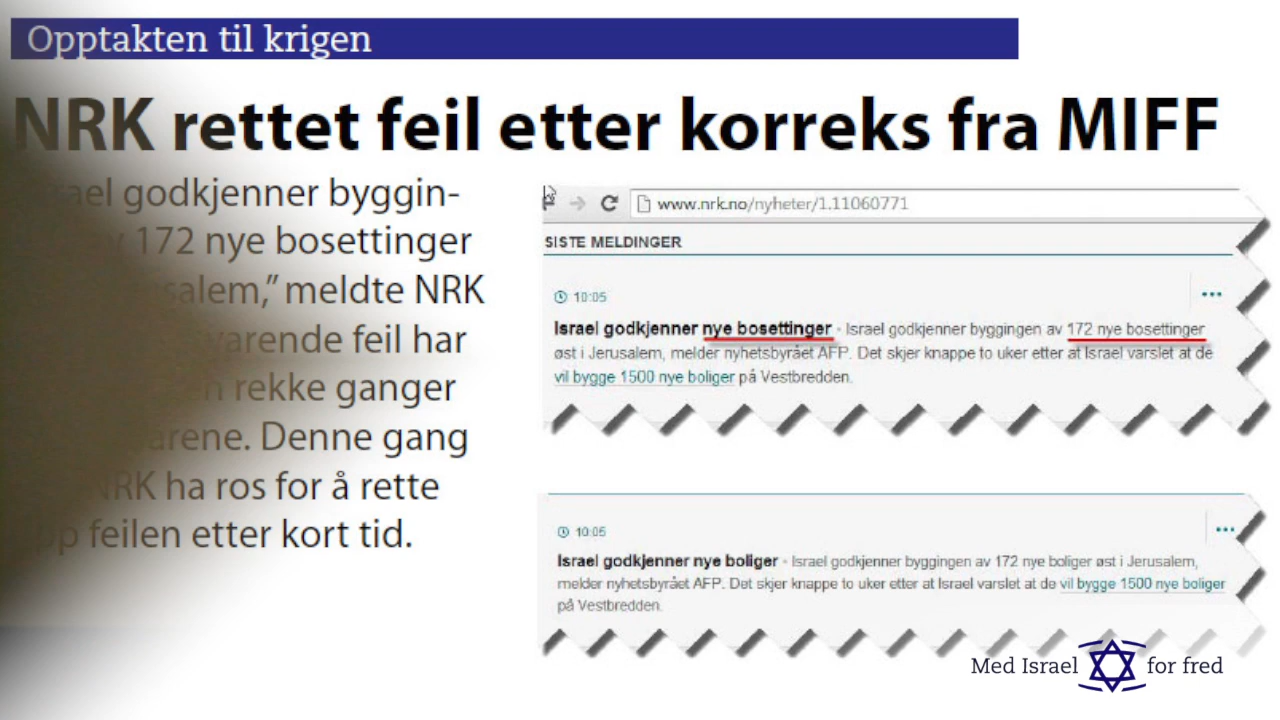 Opptakten til krigen
NRK rettet feil etter korreks fra MIFF
godkjenner byggin-
172 nye bosettinger
meldte NRK
feil har
rekke ganger
Denne gang
NRK ha ros for å rette
feilen etter kort tid.
www.nrk.no/nyheter/1.11060771
SISTE MELDINGER
10:05
Israel godkjenner nye bosettinger - Israel godkjenner byggingen av 172 nye bosettinger
øst i Jerusalem, melder nyhetsbyrået AFP. Det skjer knappe to uker etter at Israel varslet at de
vil bygge 1500 nye boliger på Vestbredden.
10:05
Israel godkjenner nye boliger - Israel godkjenner byggingen av 172 nye boliger øst i Jerusalem,
melder nyhetsbyrået AFP. Det skjer knappe to uker etter at Israel varslet at de vil bygge 1500 nye boliger
på Vestbredden.
Med Israel for fred